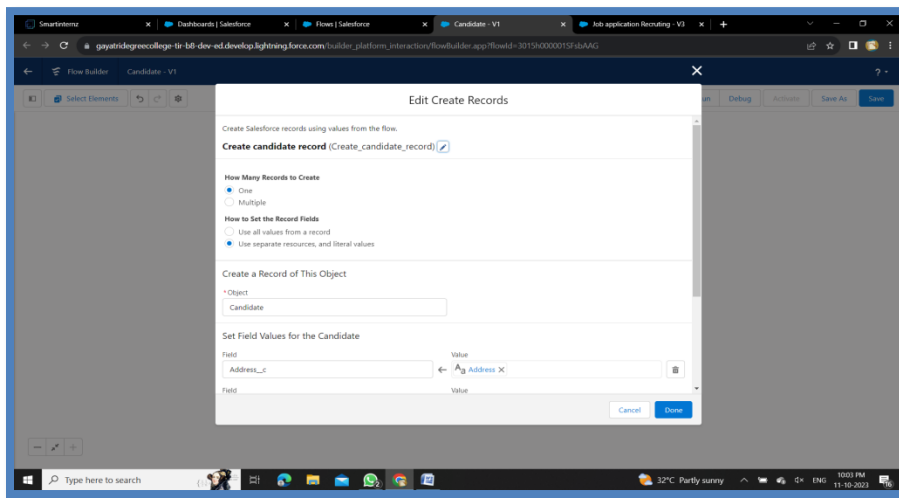 Smartinternz
Dashboards | Salesforce
Flows | Salesforce
Candidate - V1
Job application Recruting - V3
gayatridegreecollege-tir-b8-dev-ed.develop.lightning.force.com/builder_platform_interaction/flowBuilder.app?flowId=3015h0000015FsbAAG
Flow Builder Candidate - V1
?
Select Elements
Debug Activate Save As Save
Edit Create Records
Create Salesforce records using values from the flow.
Create candidate record (Create_candidate_record)
How Many Records to Create
One
Multiple
How to Set the Record Fields
Use all values from a record
Use separate resources, and literal values
Create a Record of This Object
*Object
Candidate
Set Field Values for the Candidate
Field Value
Address__c ← Aa Address ×
Field Value
Cancel Done
Type here to search
32°C Partly sunny
ENG
10:03 PM
11-10-2023